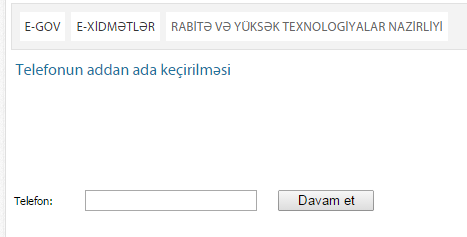 E-GOV E-XİDMƏTLƏR RABİTƏ VƏ YÜKSƏK TEXNOLOGİYALAR NAZİRLİYİ
Telefonun addan ada keçirilməsi
Telefon: Davam et